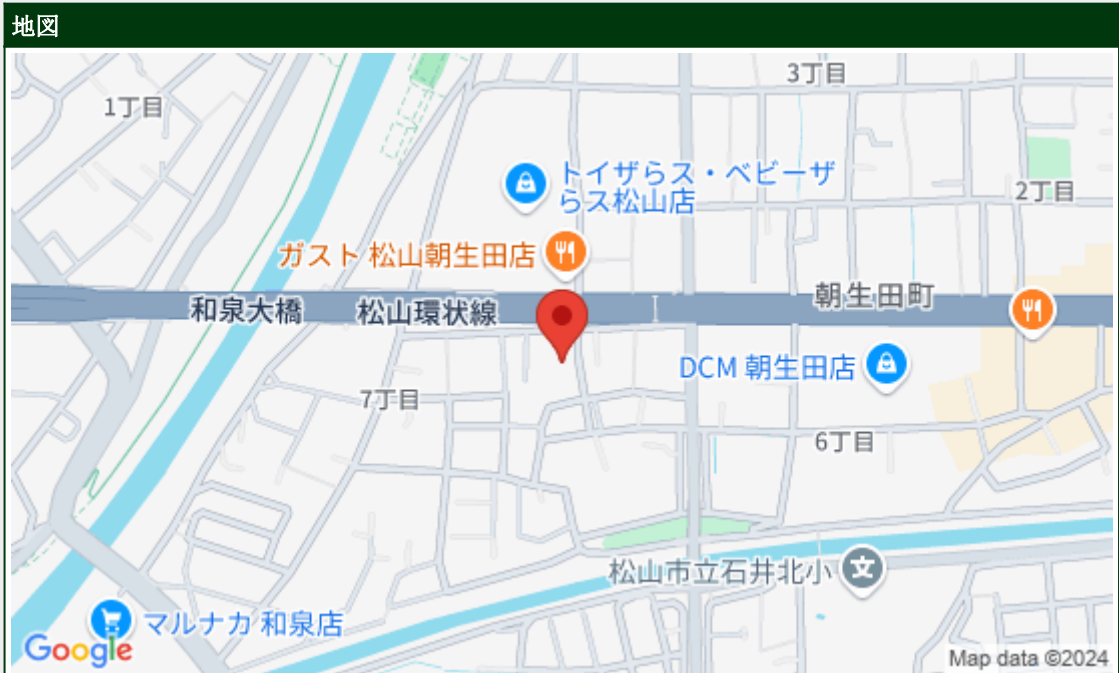 地図
3丁目
1丁目
トイザらス・ベビーザ
らス松山店
2丁目
ガスト 松山朝生田店
朝生田町
和泉大橋
松山環状線
DCM 朝生田店
7丁目
6丁目
松山市立石井北小
文
マルナカ 和泉店
Google
Map data ©2024